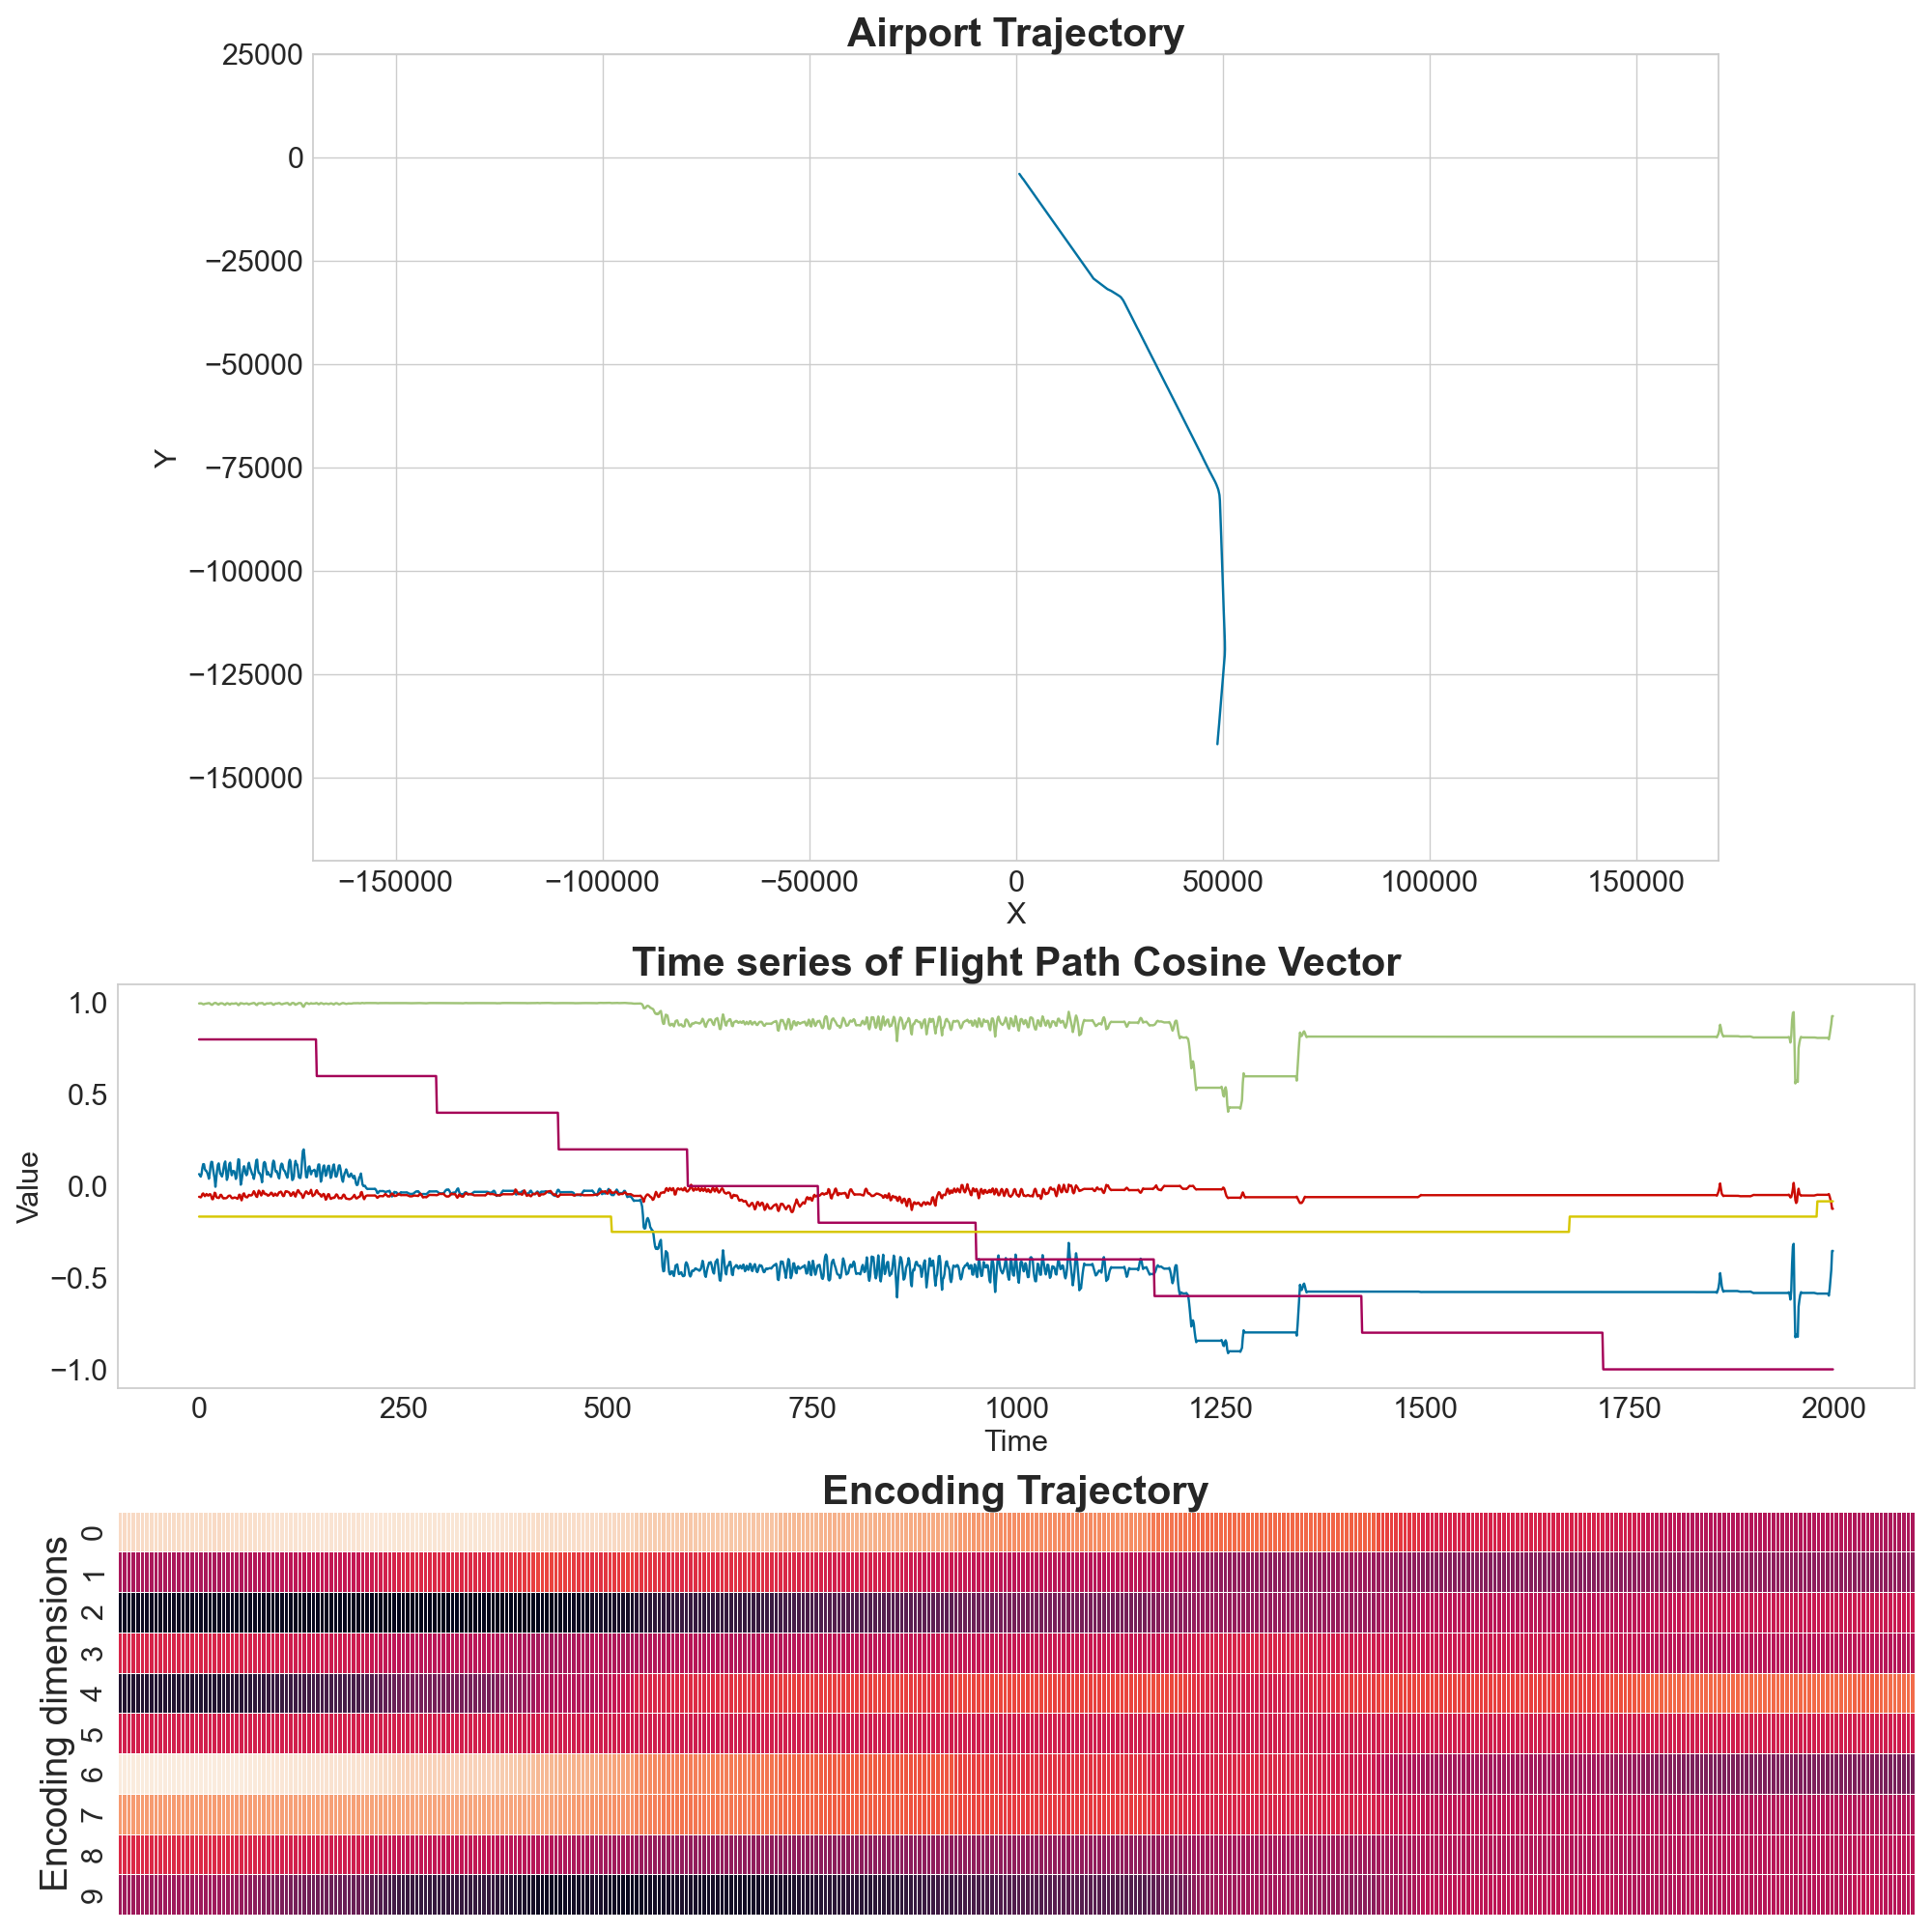 Airport Trajectory
25000
0
−25000
−50000
−75000
−100000
−125000
−150000
Y
−150000 −100000 −50000 0 50000 100000 150000
X
Time series of Flight Path Cosine Vector
1.0
0.5
0.0
−0.5
−1.0
Value
0 250 500 750 1000 1250 1500 1750 2000
Time
Encoding Trajectory
Encoding dimensions
0
1
2
3
4
5
6
7
8
9